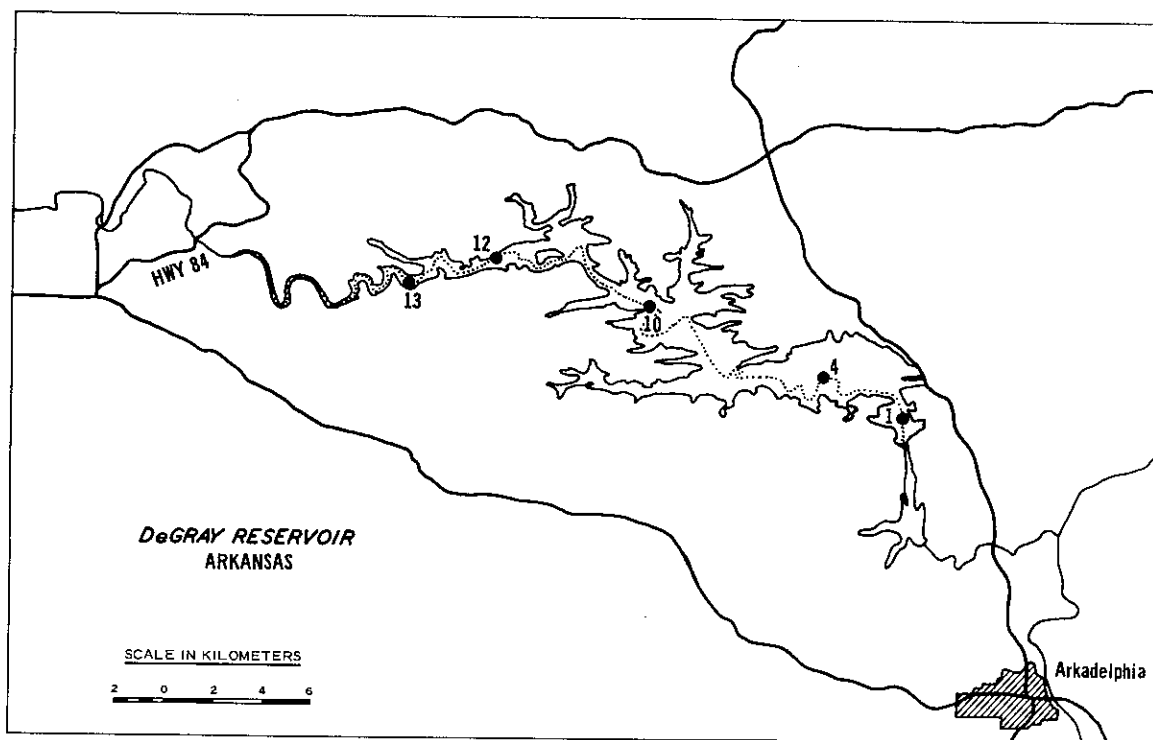 HWY 84
12
13
10
4
1
DeGRAY RESERVOIR
ARKANSAS
SCALE IN KILOMETERS
2 0 2 4 6
Arkadelphia